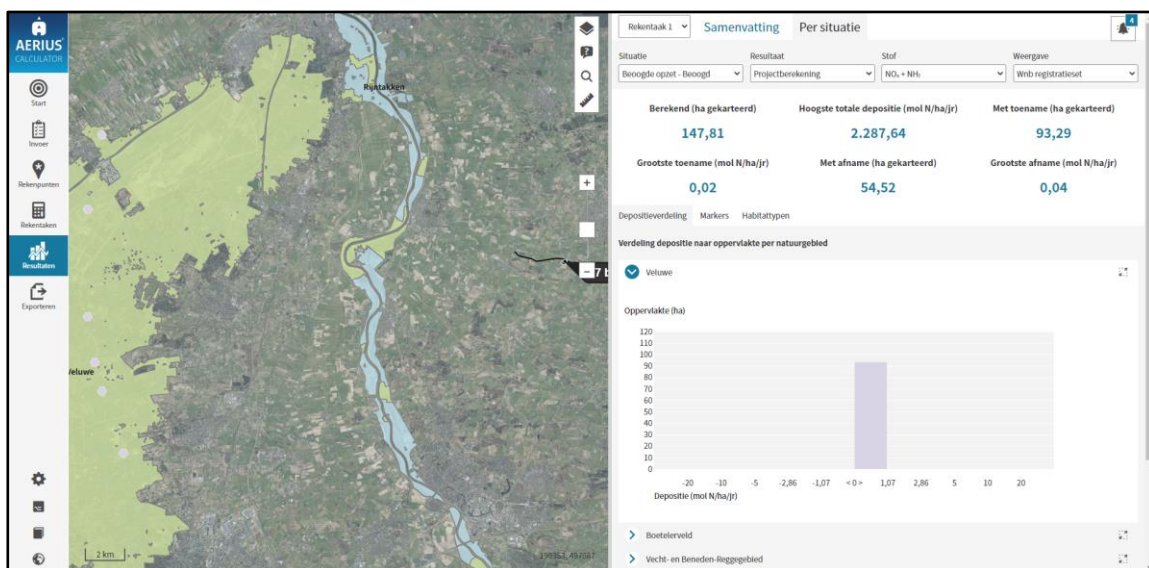 AERIUS®
CALCULATOR
Start
Invoer
Rekenpunten
Rekentaken
Resultaten
Exporteren
Rijntakken
Veluwe
2 km
Rekentaak 1
Samenvatting
Per situatie
4
Situatie
Resultaat
Stof
Weergave
Beoogde opzet - Beoogd
Projectberekening
NOₓ + NH₃
Wnb registratieset
Berekend (ha gekarteerd)
Hoogste totale depositie (mol N/ha/jr)
Met toename (ha gekarteerd)
147,81
2.287,64
93,29
Grootste toename (mol N/ha/jr)
Met afname (ha gekarteerd)
Grootste afname (mol N/ha/jr)
0,02
54,52
0,04
Depositieverdeling
Markers
Habitattypen
Verdeling depositie naar oppervlakte per natuurgebied
Veluwe
Oppervlakte (ha)
120
110
100
90
80
70
60
50
40
30
20
10
0
-20 -10 -5 -2,86 -1,07 < 0 > 1,07 2,86 5 10 20
Depositie (mol N/ha/jr)
Boetelerveld
Vecht- en Beneden-Reggegebied